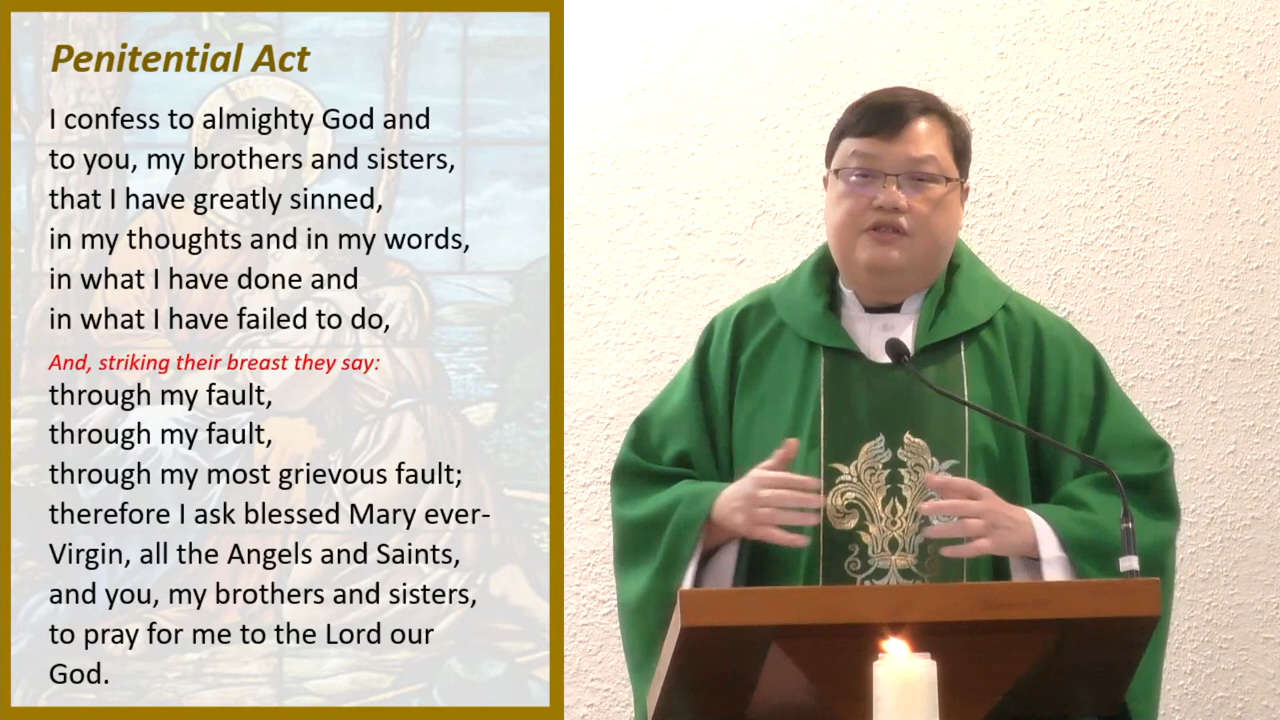 Penitential Act
I confess to almighty God and
to you, my brothers and sisters,
that I have greatly sinned,
in my thoughts and in my words,
in what I have done and
in what I have failed to do,
And, striking their breast they say:
through my fault,
through my fault,
through my most grievous fault;
therefore I ask blessed Mary ever-
Virgin, all the Angels and Saints,
and you, my brothers and sisters,
to pray for me to the Lord our
God.